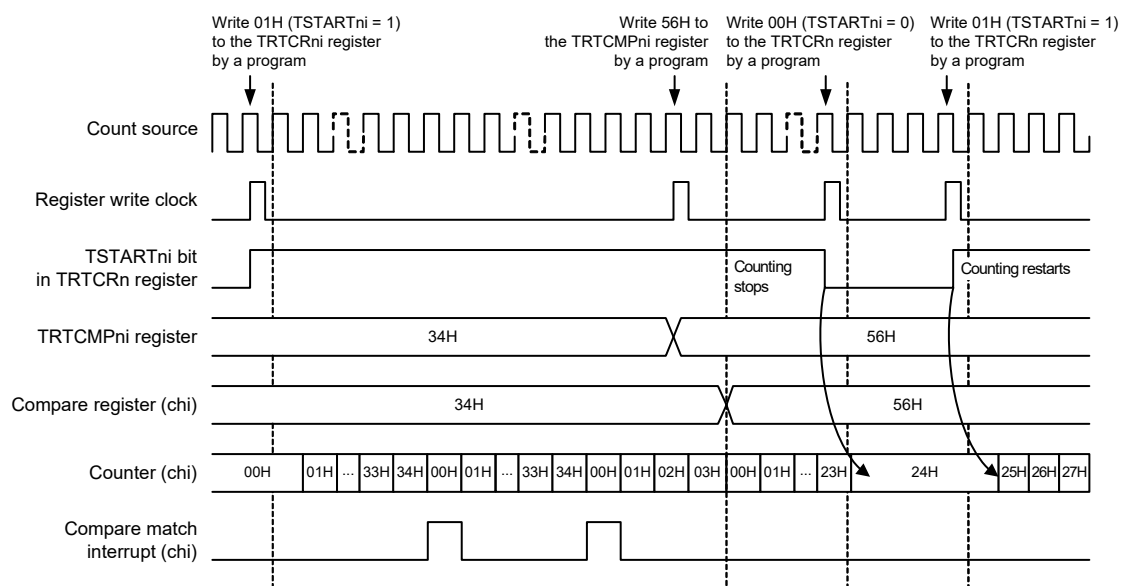 Write 01H (TSTARTni = 1)
to the TRTCRni register
by a program
Write 56H to
the TRTCMPni register
by a program
Write 00H (TSTARTni = 0)
to the TRTCRn register
by a program
Write 01H (TSTARTni = 1)
to the TRTCRn register
by a program
Count source
Register write clock
TSTARTni bit
in TRTCRn register
Counting
stops
Counting restarts
TRTCMPni register
34H
56H
Compare register (chi)
34H
56H
Counter (chi)
00H 01H ... 33H 34H 00H 01H ... 33H 34H 00H 01H 02H 03H 00H 01H ... 23H 24H 25H 26H 27H
Compare match
interrupt (chi)